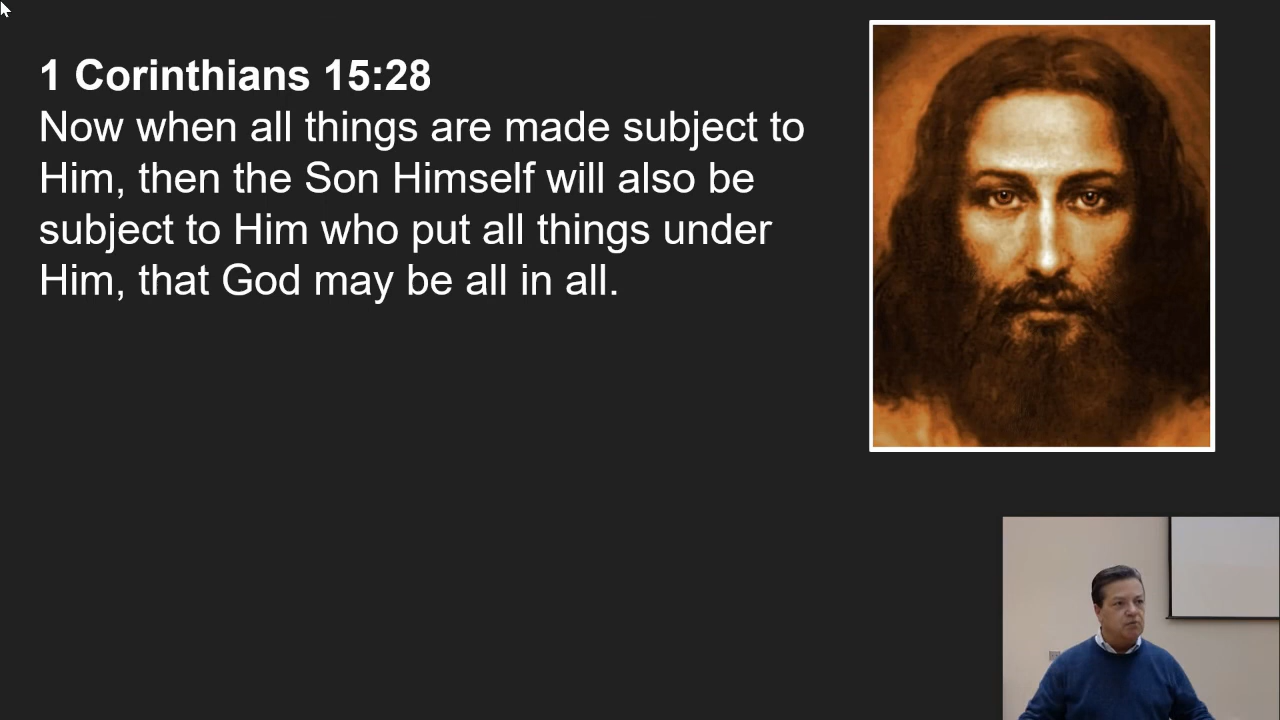 1 Corinthians 15:28
Now when all things are made subject to
Him, then the Son Himself will also be
subject to Him who put all things under
Him, that God may be all in all.